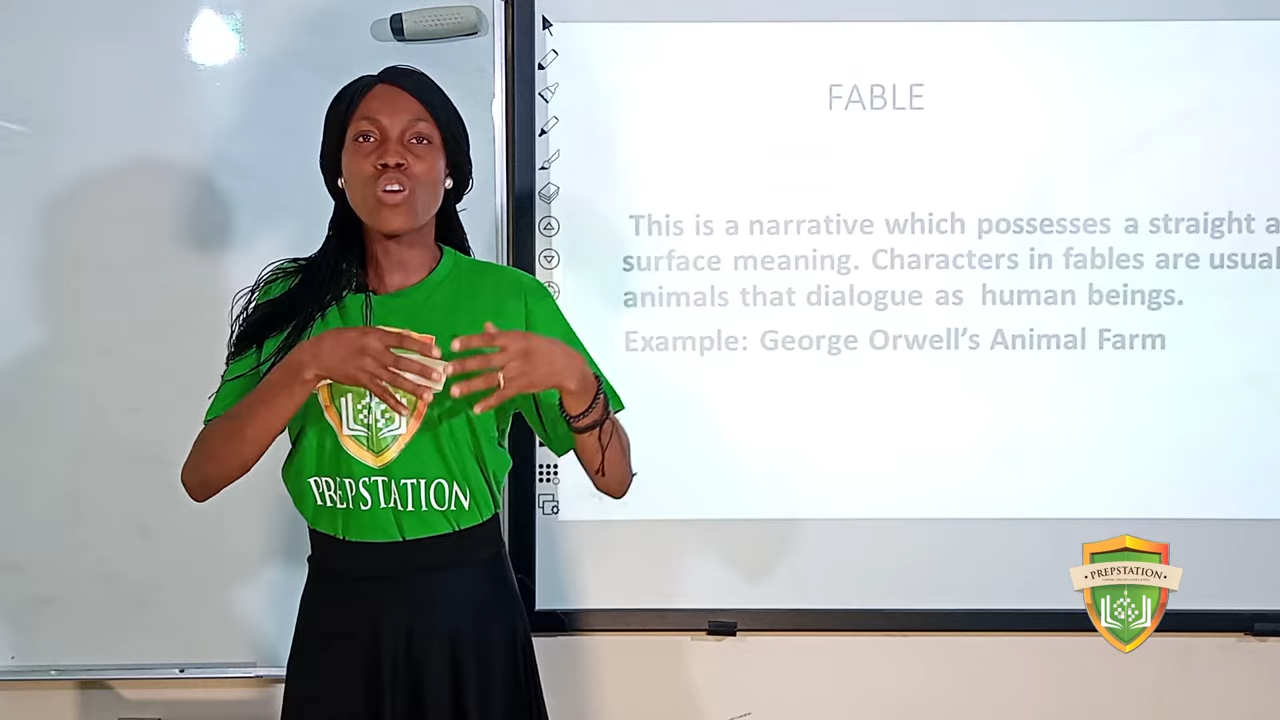 FABLE
This is a narrative which possesses a straight a
surface meaning. Characters in fables are usual
animals that dialogue as human beings.
Example: George Orwell's Animal Farm
PREPSTATION
PREPSTATION